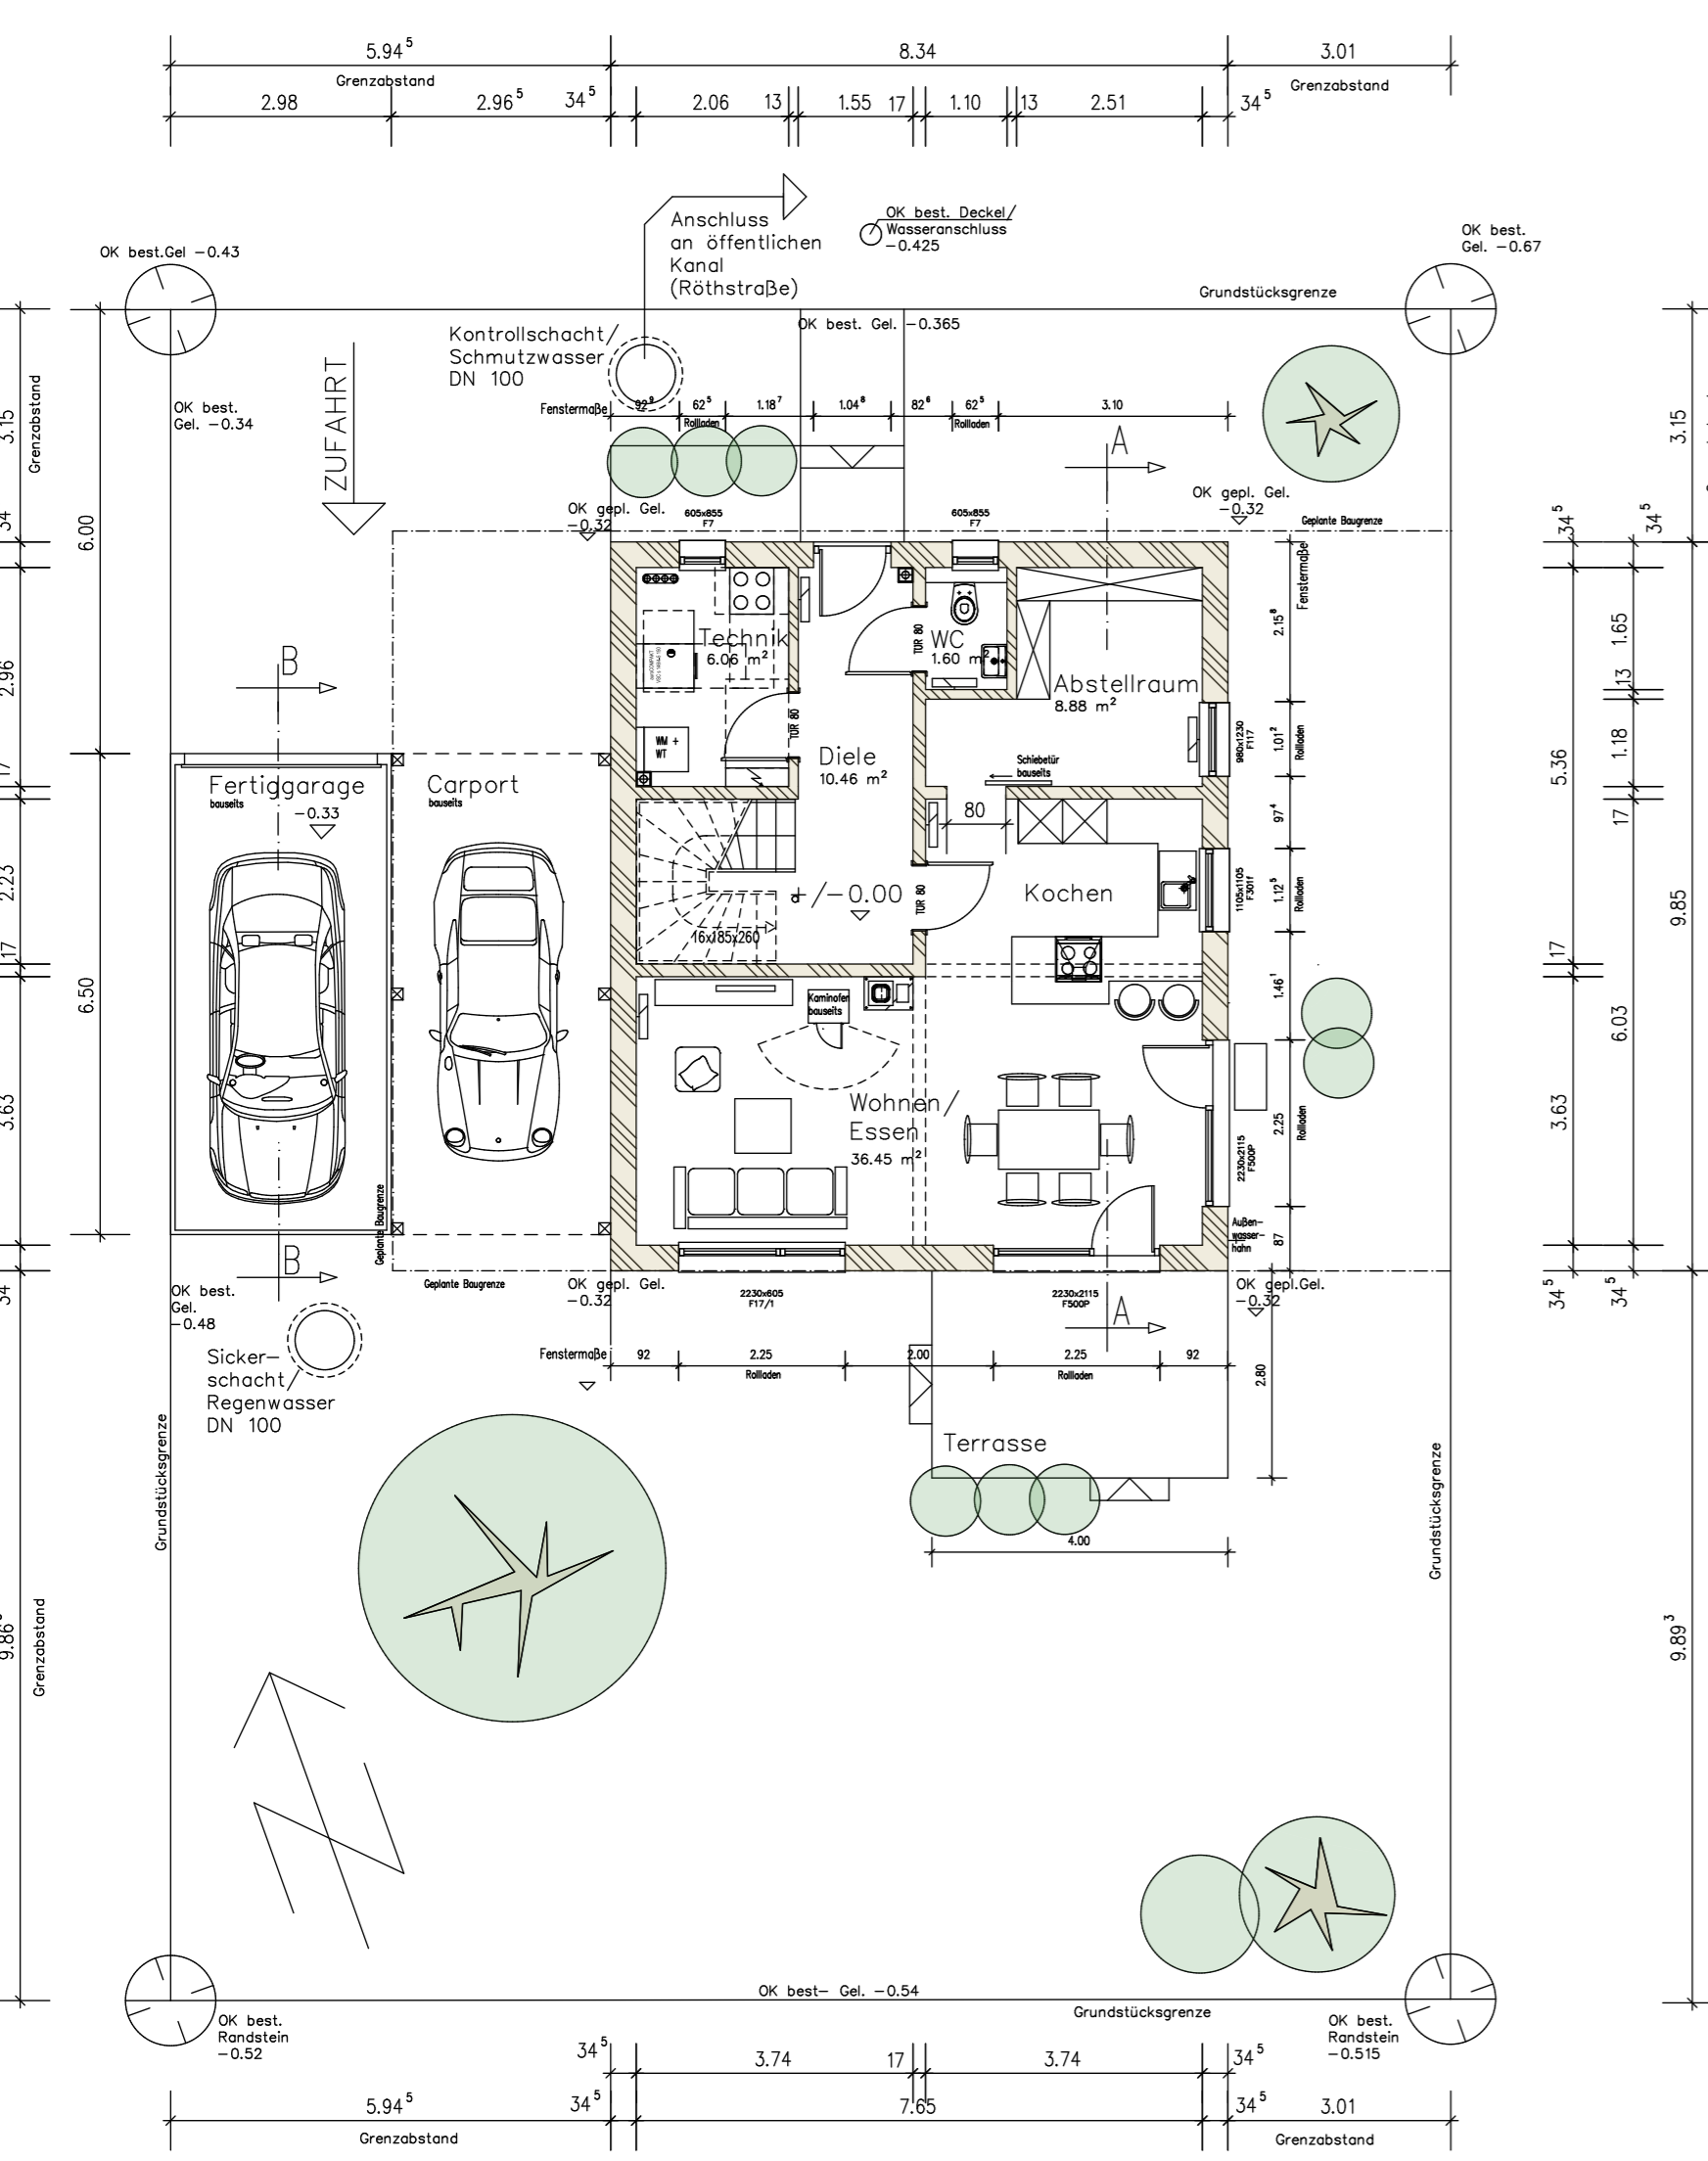 5.94⁵
8.34
3.01
Grenzabstand
Grenzabstand
2.98
2.96⁵
34⁵
2.06
13
1.55
17
1.10
13
2.51
34⁵
Anschluss
an öffentlichen
Kanal
(Röthstraße)
OK best. Deckel/
Wasseranschluss
−0.425
OK best.Gel −0.43
OK best.
Gel. −0.67
Grundstücksgrenze
OK best. Gel. −0.365
Kontrollschacht/
Schmutzwasser
DN 100
ZUFAHRT
OK best.
Gel. −0.34
Fenstermaße
92⁹
62⁵
Rollladen
1.18⁷
1.04⁸
82⁶
62⁵
Rollladen
3.10
A
OK gepl. Gel.
−0.32
605x855
F7
605x855
F7
OK gepl. Gel.
−0.32
Geplante Baugrenze
3.15
Grenzabstand
34
2.96
17
2.23
17
3.63
34
9.86³
Grenzabstand
6.00
6.50
B
Technik
6.06 m²
WM +
WT
TÜR 80
Diele
10.46 m²
TÜR 80
WC
1.60 m²
Abstellraum
8.88 m²
Schiebetür
bauseits
80
Fertiggarage
bauseits
−0.33
Carport
bauseits
+/−0.00
16x185x260
TÜR 80
Kochen
Kaminofen
bauseits
Wohnen/
Essen
36.45 m²
Fenstermaße
2.15⁸
1.01²
Rollladen
980x1230
F117
97⁴
1.12⁵
Rollladen
1105x1105
F301f
1.46¹
2.25
Rollladen
2230x2115
F500P
87
Außen−
wasser−
hahn
34⁵
5.36
17
3.63
34⁵
34⁵
1.65
13
1.18
17
6.03
34⁵
3.15
9.85
9.89³
Geplante Baugrenze
B
Geplante Baugrenze
OK gepl. Gel.
−0.32
2230x605
F17/1
2230x2115
F500P
A
OK gepl.Gel.
−0.32
OK best.
Gel.
−0.48
Sicker−
schacht/
Regenwasser
DN 100
Fenstermaße
92
2.25
Rollladen
2.00
2.25
Rollladen
92
2.80
Terrasse
4.00
Grundstücksgrenze
Grundstücksgrenze
N
OK best− Gel. −0.54
Grundstücksgrenze
OK best.
Randstein
−0.52
OK best.
Randstein
−0.515
34⁵
3.74
17
3.74
34⁵
5.94⁵
34⁵
7.65
34⁵
3.01
Grenzabstand
Grenzabstand